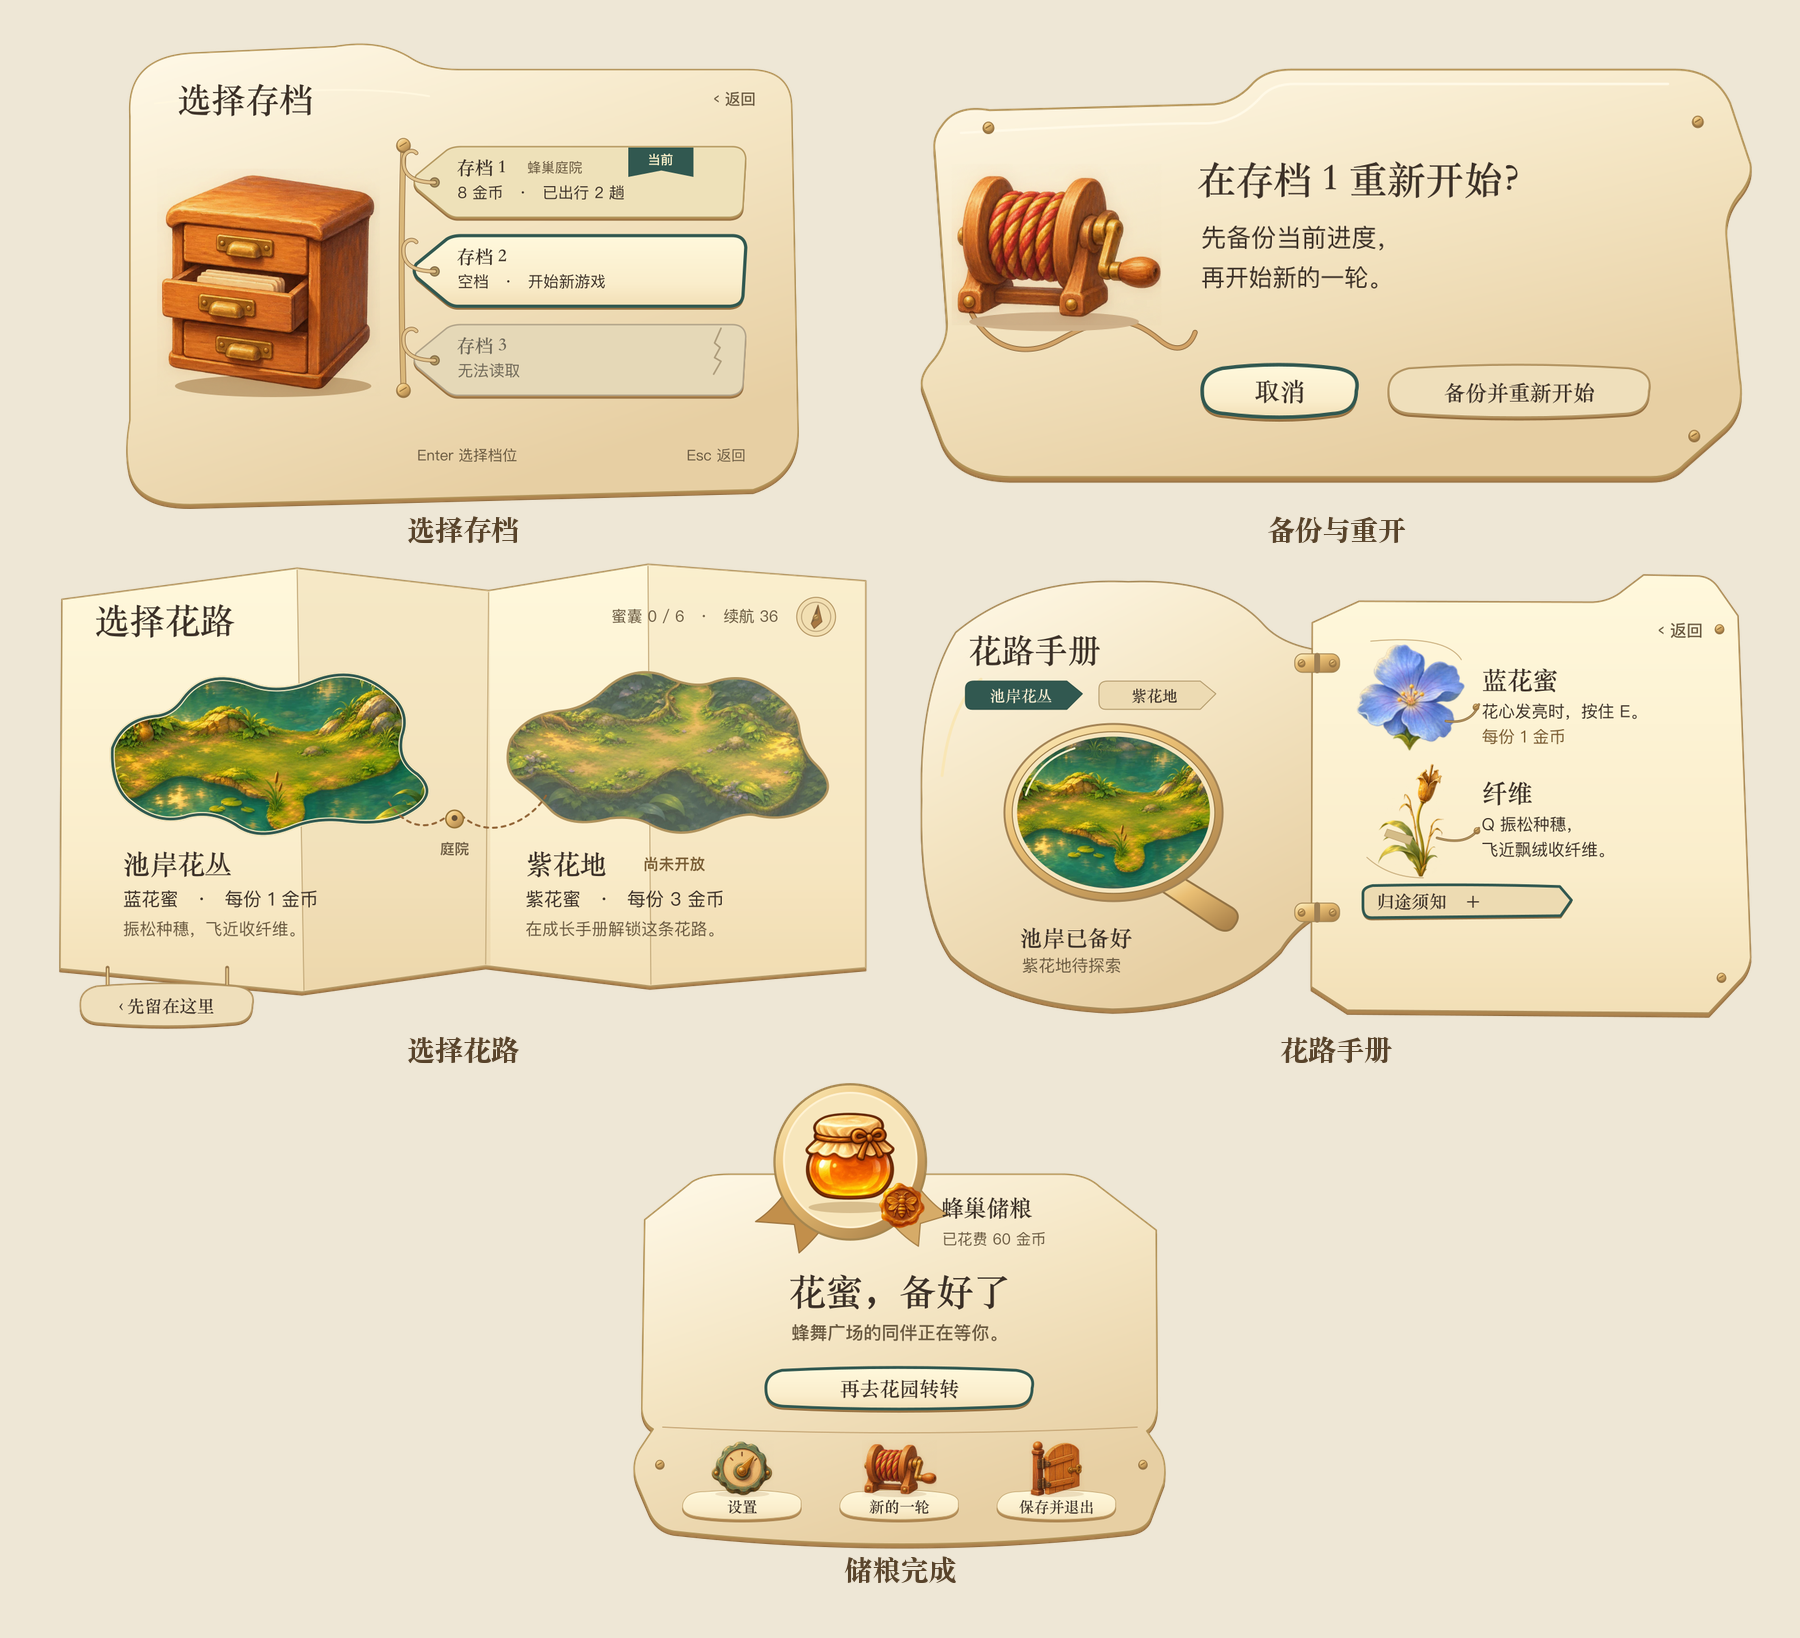 选择存档
‹ 返回
存档 1 蜂巢庭院 当前
8 金币 · 已出行 2 趟
存档 2
空档 · 开始新游戏
存档 3
无法读取
Enter 选择档位 Esc 返回
选择存档
在存档 1 重新开始?
先备份当前进度，
再开始新的一轮。
取消 备份并重新开始
备份与重开
选择花路
蜜囊 0 / 6 · 续航 36
庭院
池岸花丛
蓝花蜜 · 每份 1 金币
振松种穗，飞近收纤维。
紫花地 尚未开放
紫花蜜 · 每份 3 金币
在成长手册解锁这条花路。
‹ 先留在这里
选择花路
花路手册
池岸花丛 紫花地
池岸已备好
紫花地待探索
‹ 返回
蓝花蜜
花心发亮时，按住 E。
每份 1 金币
纤维
Q 振松种穗，
飞近飘绒收纤维。
归途须知 +
花路手册
蜂巢储粮
已花费 60 金币
花蜜，备好了
蜂舞广场的同伴正在等你。
再去花园转转
设置 新的一轮 保存并退出
储粮完成